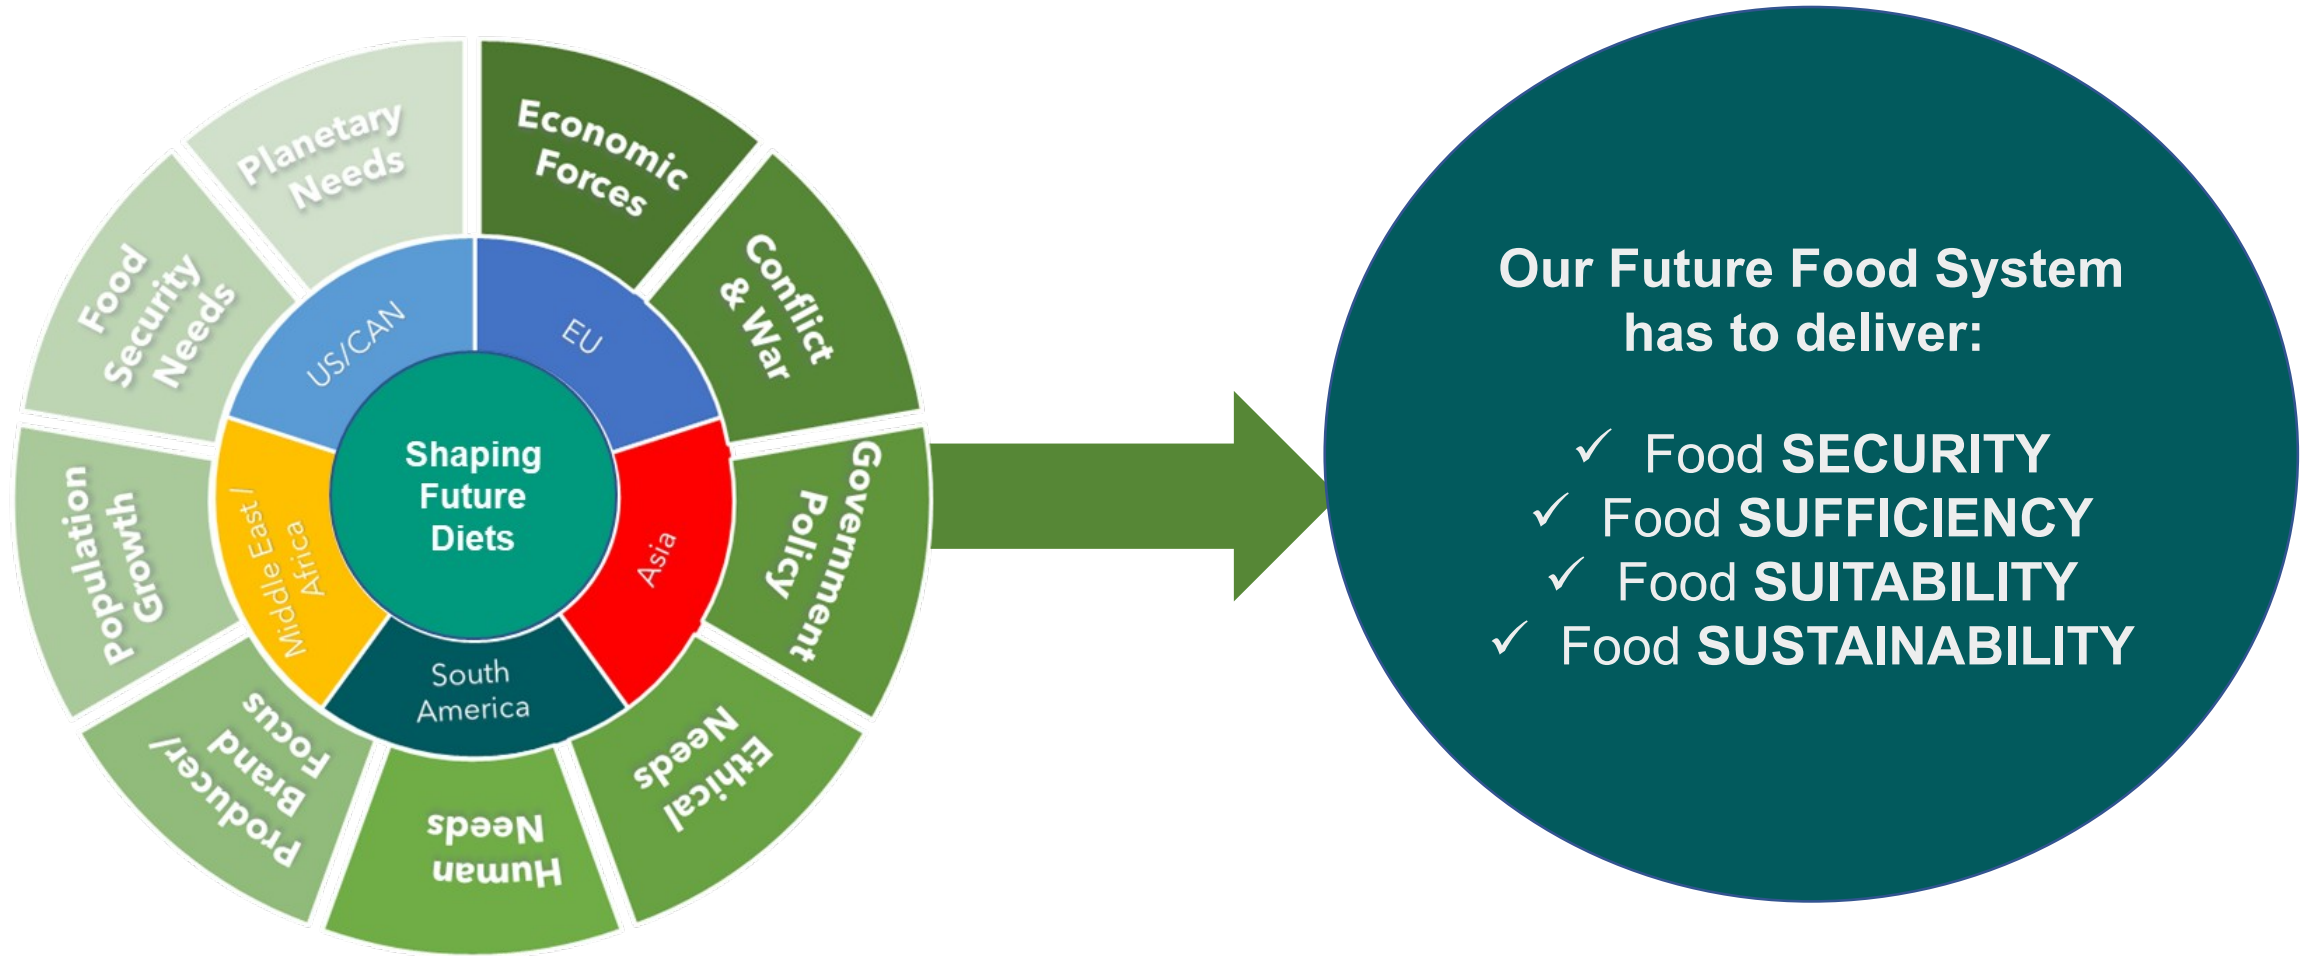 Economic
Forces
Conflict
& War
Government
Policy
Ethical
Needs
Human
Needs
Producer/
Brand
Focus
Population
Growth
Food
Security
Needs
Planetary
Needs
US/CAN
EU
Asia
South
America
Middle East /
Africa
Shaping
Future
Diets
Our Future Food System
has to deliver:
✓ Food SECURITY
✓ Food SUFFICIENCY
✓ Food SUITABILITY
✓ Food SUSTAINABILITY